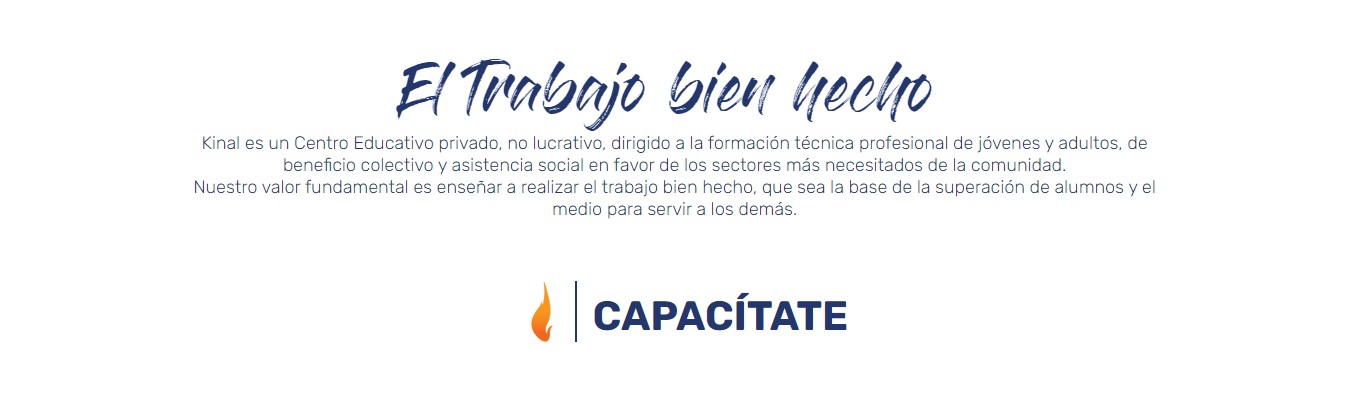 El Trabajo bien hecho
Kinal es un Centro Educativo privado, no lucrativo, dirigido a la formación técnica profesional de jóvenes y adultos, de
beneficio colectivo y asistencia social en favor de los sectores más necesitados de la comunidad.
Nuestro valor fundamental es enseñar a realizar el trabajo bien hecho, que sea la base de la superación de alumnos y el
medio para servir a los demás.
CAPACÍTATE